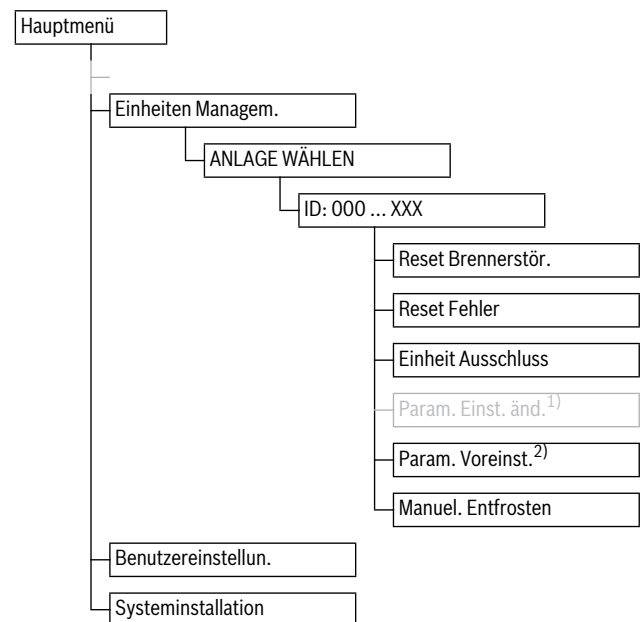 Hauptmenü
Einheiten Managem.
ANLAGE WÄHLEN
ID: 000 ... XXX
Reset Brennerstör.
Reset Fehler
Einheit Ausschluss
Param. Einst. änd.1)
Param. Voreinst.2)
Manuel. Entfrosten
Benutzereinstellun.
Systeminstallation